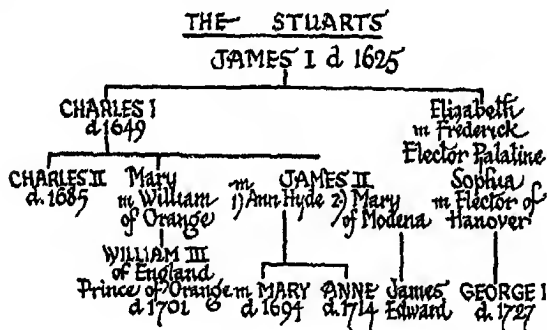 THE STUARTS
JAMES I d 1625
CHARLES I
d. 1649
Elizabeth
m Frederick
Elector Palatine
CHARLES II
d. 1685
Mary
m William
of Orange
JAMES II
m 1) Ann Hyde 2) Mary
of Modena
Sophia
m Elector of
Hanover
WILLIAM III
of England
Prince of Orange m
d 1701
MARY
d 1694
ANNE
d. 1714
James
Edward
GEORGE I
d. 1727